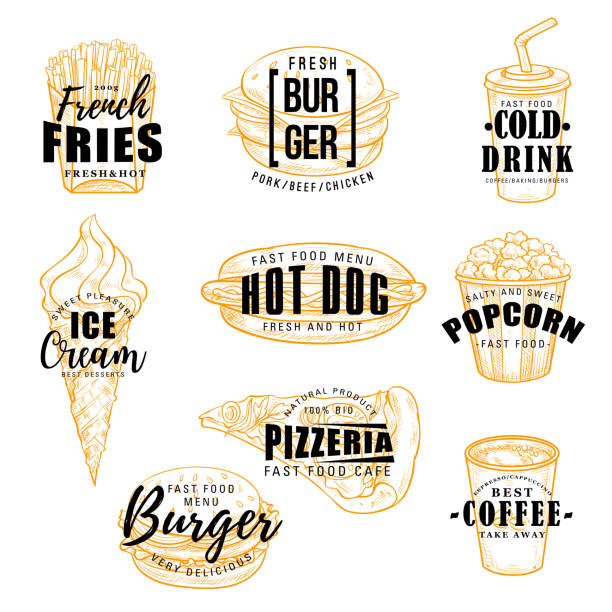 200g
French
FRIES
FRESH&HOT
FRESH
BUR
GER
PORK/BEEF/CHICKEN
FAST FOOD
•COLD•
DRINK
COFFEE/BAKING/BURGERS
SWEET PLEASURE
ICE
Cream
BEST DESSERTS
FAST FOOD MENU
HOT DOG
FRESH AND HOT
SALTY AND SWEET
POPCORN
-FAST FOOD-
NATURAL PRODUCT
100% BIO
PIZZERIA
FAST FOOD CAFE
FAST FOOD
MENU
Burger
VERY DELICIOUS
ESPRESSO/CAPPUCCINO
BEST
-COFFEE-
TAKE AWAY